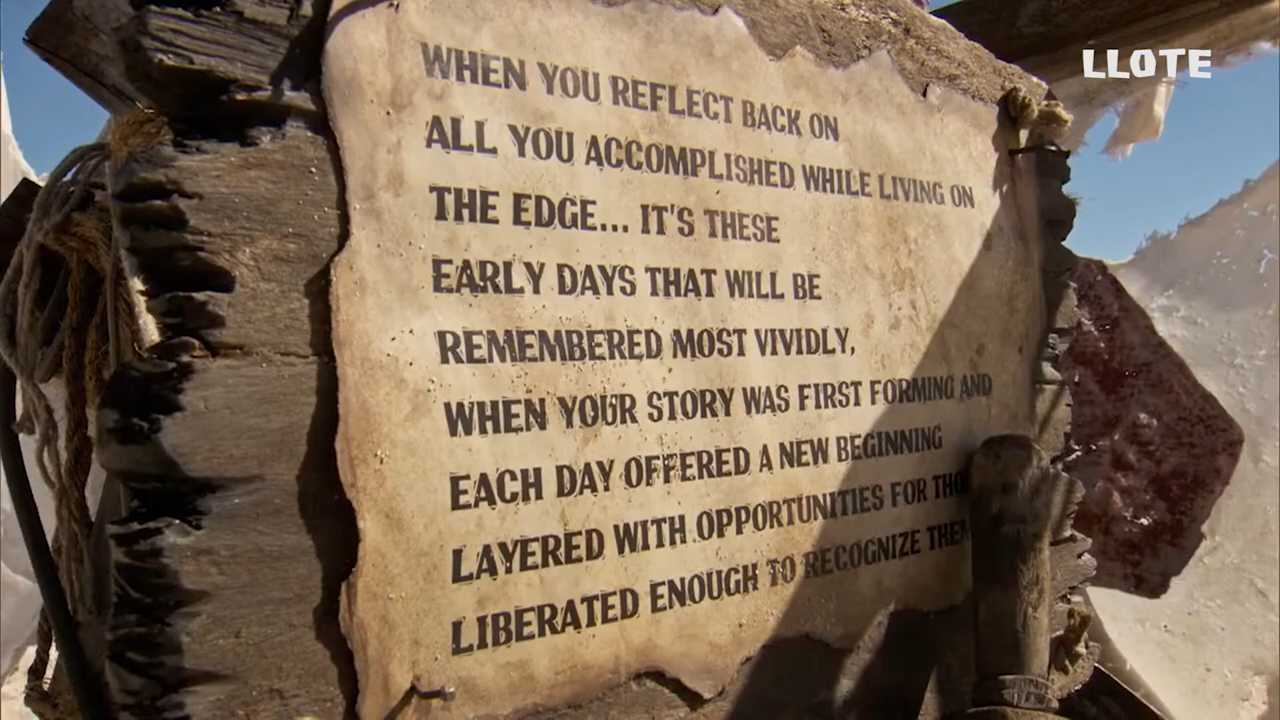 LLOTE
WHEN YOU REFLECT BACK ON
ALL YOU ACCOMPLISHED WHILE LIVING ON
THE EDGE... IT'S THESE
EARLY DAYS THAT WILL BE
REMEMBERED MOST VIVIDLY,
WHEN YOUR STORY WAS FIRST FORMING AND
EACH DAY OFFERED A NEW BEGINNING
LAYERED WITH OPPORTUNITIES FOR
LIBERATED ENOUGH TO RECOGNIZE